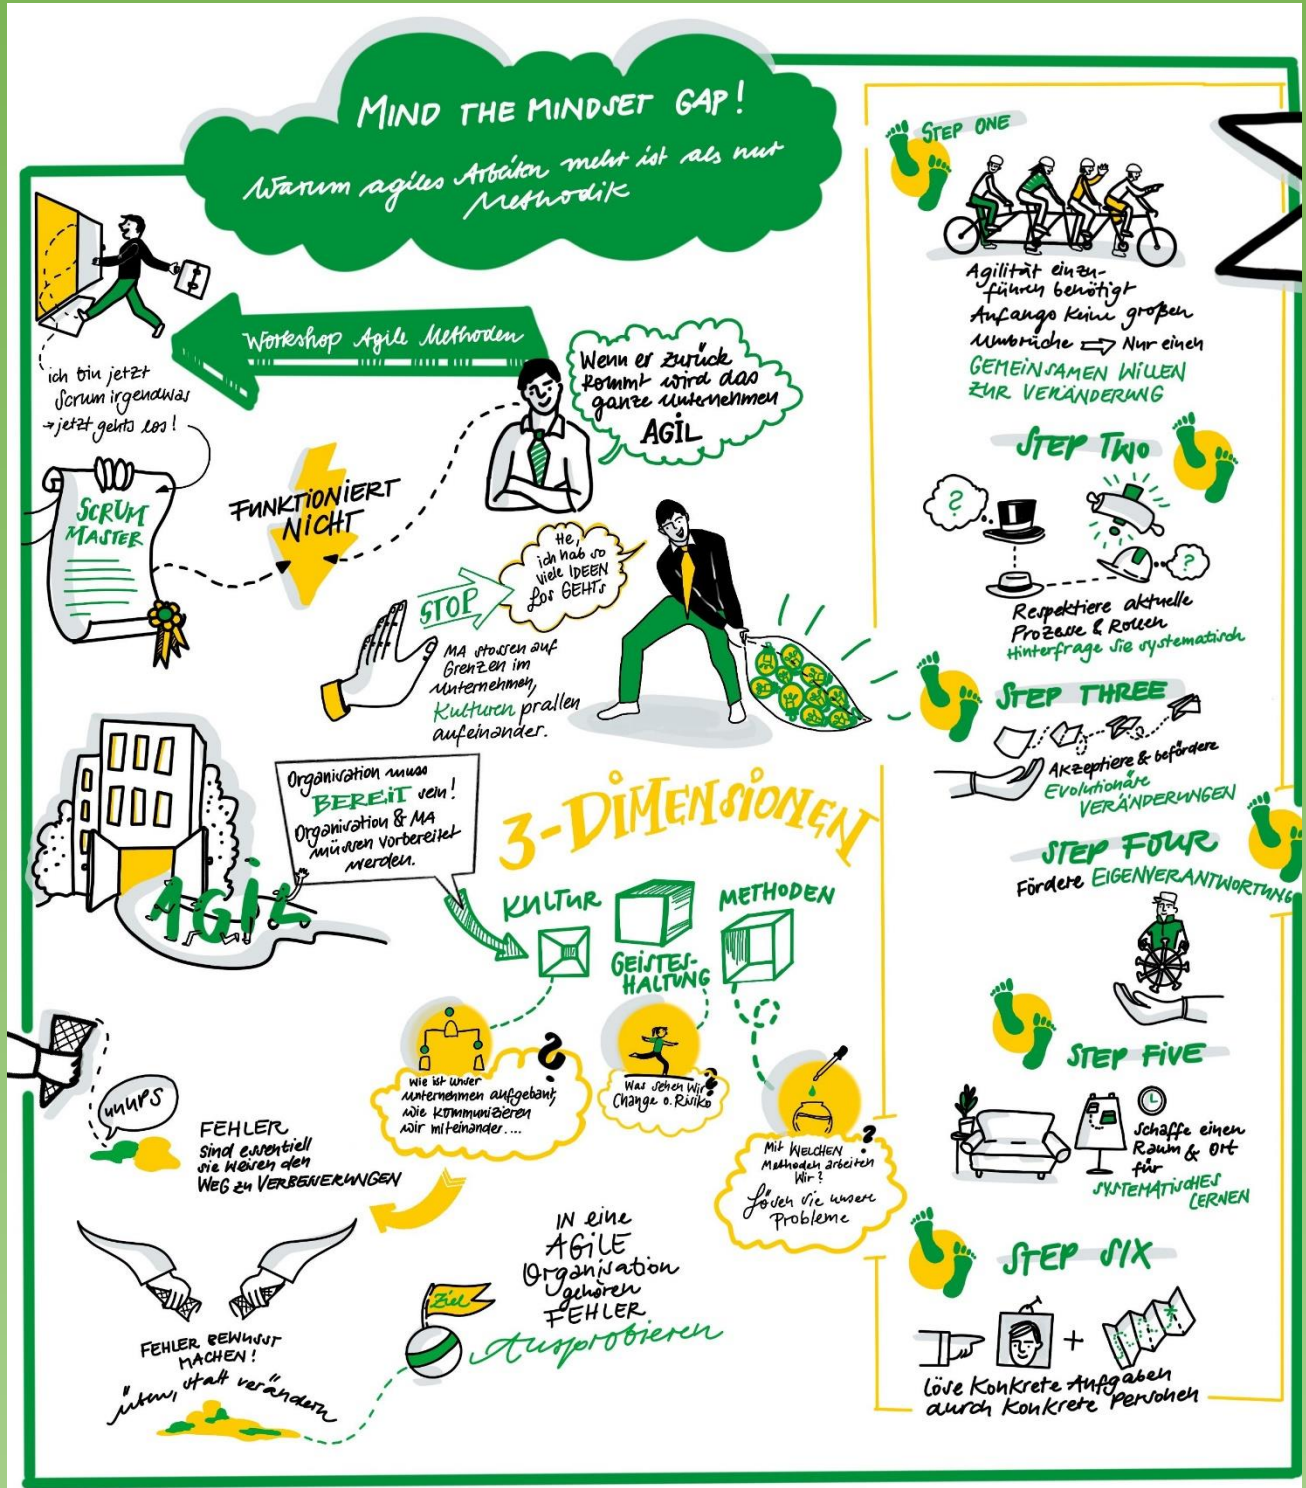 MIND THE MINDSET GAP!
Warum agiles Arbeiten mehr ist als nur
Methodik
Workshop Agile Methoden
ich bin jetzt
Scrum irgendwas
→ jetzt gehts los!
SCRUM
MASTER
FUNKTIONIERT
NICHT
Wenn er zurück
kommt wird das
ganze Unternehmen
AGIL
STOP
He,
ich hab so
viele IDEEN
Los GEHTs
MA stossen auf
Grenzen im
Unternehmen,
Kulturen prallen
aufeinander.
Organisation muss
BEREIT sein!
Organisation & MA
müssen vorbereitet
werden.
AGIL
3-DIMENSIONEN
KULTUR
GEISTES-
HALTUNG
METHODEN
Wie ist unser
Unternehmen aufgebaut,
wie kommunizieren
wir miteinander....
?
Was sehen wir
Change o. Risiko
?
Mit WELCHEN
Methoden arbeiten
Wir?
Lösen sie unsere
Probleme
?
uuuPS
FEHLER
sind essentiell
sie weisen den
WEG zu VERBESSERUNGEN
FEHLER BEWUSST
MACHEN!
üben, statt verändern
Ziel
IN eine
AGiLE
Organisation
gehören
FEHLER
Ausprobieren
STEP ONE
Agilität einzu-
führen benötigt
Anfangs Keine großen
Umbrüche ⇨ Nur einen
GEMEINSAMEN WILLEN
ZUR VERÄNDERUNG
STEP TWO
?
?
Respektiere aktuelle
Prozesse & Rollen
Hinterfrage Sie systematisch
STEP THREE
Akzeptiere & befördere
Evolutionäre
VERÄNDERUNGEN
STEP FOUR
Fördere EIGENVERANTWORTUNG
STEP FIVE
Schaffe einen
Raum & Ort
für
SYSTEMATISCHES
LERNEN
STEP SIX
+
Löse Konkrete Aufgaben
durch Konkrete Personen